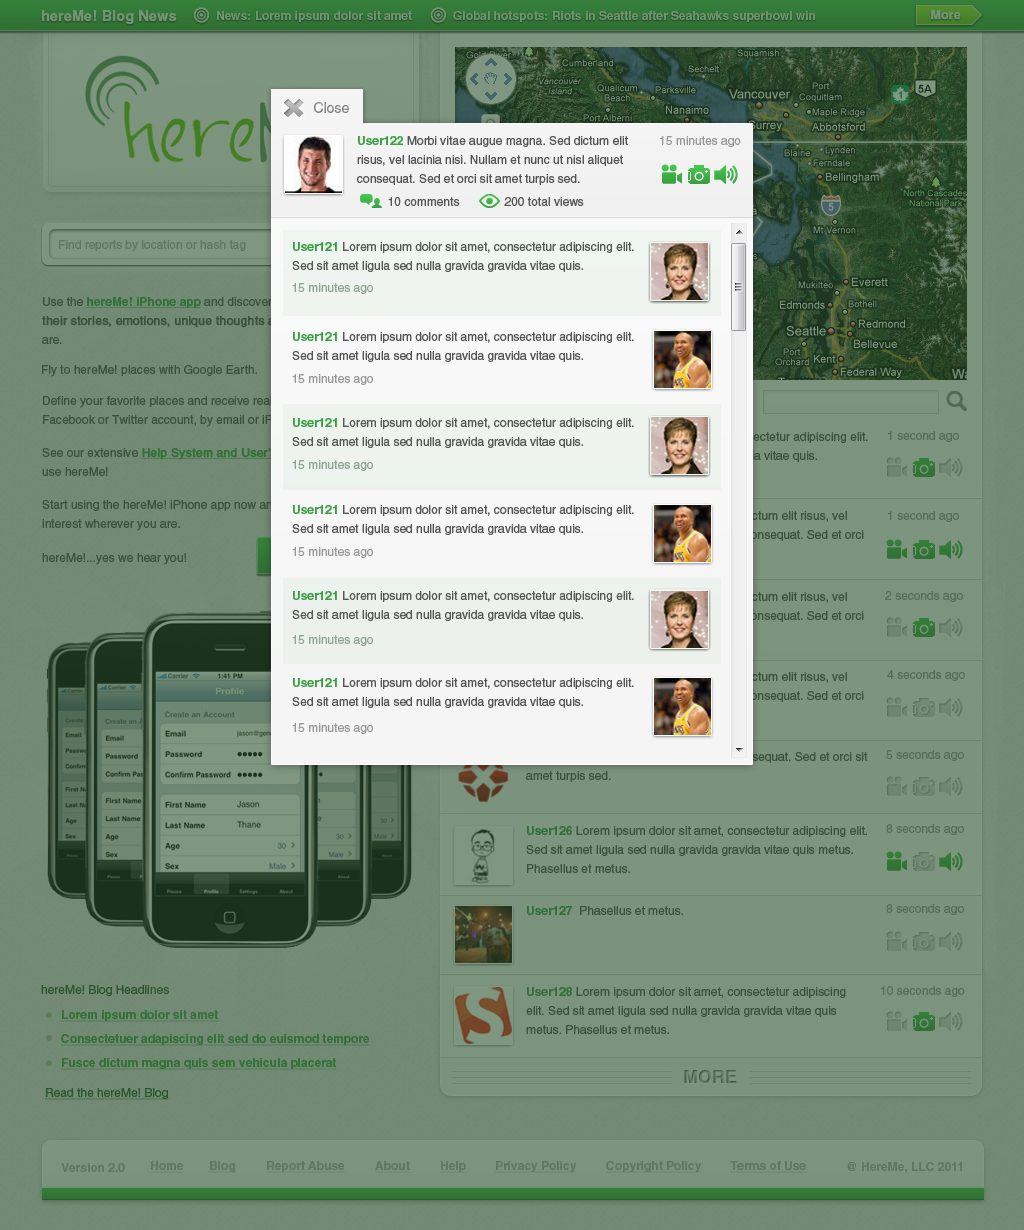 hereMe! Blog News
News: Lorem ipsum dolor sit amet
Global hotspots: Riots in Seattle after Seahawks superbowl win
More
here
Find reports by location or hash tag
Use the hereMe! iPhone app and discover
their stories, emotions, unique thoughts
are.
Fly to hereMe! places with Google Earth.
Define your favorite places and receive
Facebook or Twitter account, by email or
See our extensive Help System and User'
use hereMe!
Start using the hereMe! iPhone app now
interest wherever you are.
hereMe!...yes we hear you!
Close
User122 Morbi vitae augue magna. Sed dictum elit
risus, vel lacinia nisi. Nullam et nunc ut nisl aliquet
consequat. Sed et orci sit amet turpis sed.
15 minutes ago
10 comments
200 total views
User121 Lorem ipsum dolor sit amet, consectetur adipiscing elit.
Sed sit amet ligula sed nulla gravida gravida vitae quis.
15 minutes ago
User121 Lorem ipsum dolor sit amet, consectetur adipiscing elit.
Sed sit amet ligula sed nulla gravida gravida vitae quis.
15 minutes ago
User121 Lorem ipsum dolor sit amet, consectetur adipiscing elit.
Sed sit amet ligula sed nulla gravida gravida vitae quis.
15 minutes ago
User121 Lorem ipsum dolor sit amet, consectetur adipiscing elit.
Sed sit amet ligula sed nulla gravida gravida vitae quis.
15 minutes ago
User121 Lorem ipsum dolor sit amet, consectetur adipiscing elit.
Sed sit amet ligula sed nulla gravida gravida vitae quis.
15 minutes ago
User121 Lorem ipsum dolor sit amet, consectetur adipiscing elit.
Sed sit amet ligula sed nulla gravida gravida vitae quis.
15 minutes ago
Gold River
Squamish
Cumberland
Sechelt
Vancouver
Island
Qualicum
Beach
Parksville
Port
Coquitlam
5A
1
Vancouver
Nanaimo
Maple Ridge
Port Alberni
Surrey
Abbotsford
Blaine
Lynden
Ferndale
Bellingham
North Cascades
National Park
5
Mt Vernon
Mukilteo
Everett
Edmonds
Bothell
Seattle
Redmond
Bellevue
Port
Orchard
Kent
Federal Way
adipiscing elit.
vitae quis.
1 second ago
elit risus, vel
Sed et orci
1 second ago
elit risus, vel
Sed et orci
2 seconds ago
elit risus, vel
Sed et orci
4 seconds ago
Sed et orci sit
amet turpis sed.
5 seconds ago
User126 Lorem ipsum dolor sit amet, consectetur adipiscing elit.
Sed sit amet ligula sed nulla gravida gravida vitae quis metus.
Phasellus et metus.
8 seconds ago
User127 Phasellus et metus.
8 seconds ago
User128 Lorem ipsum dolor sit amet, consectetur adipiscing
elit. Sed sit amet ligula sed nulla gravida gravida vitae quis
metus. Phasellus et metus.
10 seconds ago
MORE
Carrier
1:41 PM
Profile
Create an Account
Email
Password
Confirm Password
First Name
Jason
Last Name
Thane
Age
30
Sex
Male
Places
Profile
Settings
About
hereMe! Blog Headlines
Lorem ipsum dolor sit amet
Consectetuer adapiscing elit sed do euismod tempore
Fusce dictum magna quis sem vehicula placerat
Read the hereMe! Blog
Version 2.0
Home
Blog
Report Abuse
About
Help
Privacy Policy
Copyright Policy
Terms of Use
@ HereMe, LLC 2011